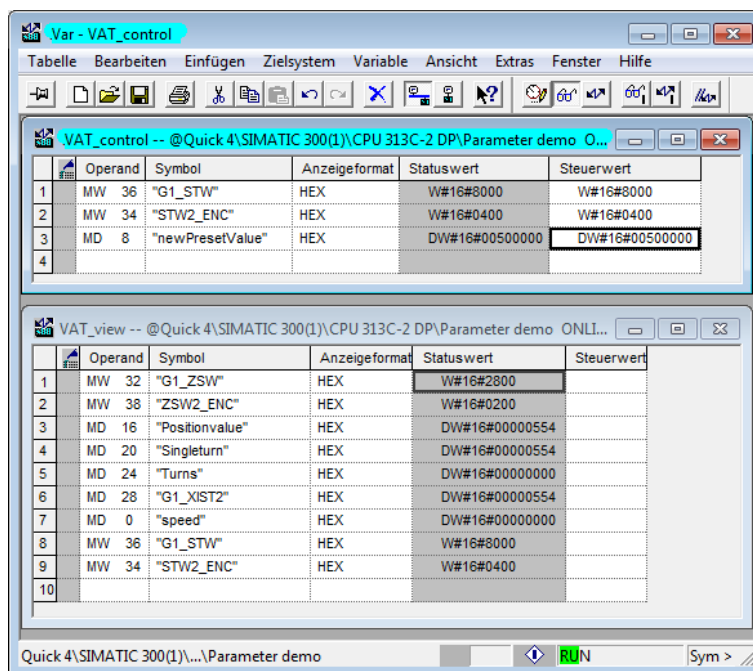 .Var - VAT_control
Tabelle Bearbeiten Einfügen Zielsystem Variable Ansicht Extras Fenster Hilfe
.VAT_control -- @Quick 4\SIMATIC 300(1)\CPU 313C-2 DP\Parameter demo O...
Operand Symbol Anzeigeformat Statuswert Steuerwert
1 MW 36 "G1_STW" HEX W#16#8000 W#16#8000
2 MW 34 "STW2_ENC" HEX W#16#0400 W#16#0400
3 MD 8 "newPresetValue" HEX DW#16#00500000 DW#16#00500000
4
VAT_view -- @Quick 4\SIMATIC 300(1)\CPU 313C-2 DP\Parameter demo ONLI...
Operand Symbol Anzeigeformat Statuswert Steuerwert
1 MW 32 "G1_ZSW" HEX W#16#2800
2 MW 38 "ZSW2_ENC" HEX W#16#0200
3 MD 16 "Positionvalue" HEX DW#16#00000554
4 MD 20 "Singleturn" HEX DW#16#00000554
5 MD 24 "Turns" HEX DW#16#00000000
6 MD 28 "G1_XIST2" HEX DW#16#00000554
7 MD 0 "speed" HEX DW#16#00000000
8 MW 36 "G1_STW" HEX W#16#8000
9 MW 34 "STW2_ENC" HEX W#16#0400
10
Quick 4\SIMATIC 300(1)\...\Parameter demo RUN Sym >